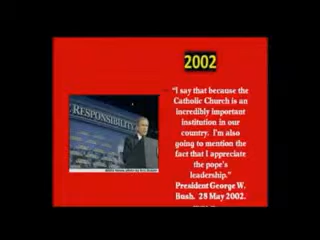 2002
RESPONSIBILITY
"I say that because the
Catholic Church is an
incredibly important
institution in our
country. I'm also
going to mention the
fact that I appreciate
the pope's
leadership."
President George W.
Bush. 28 May 2002.